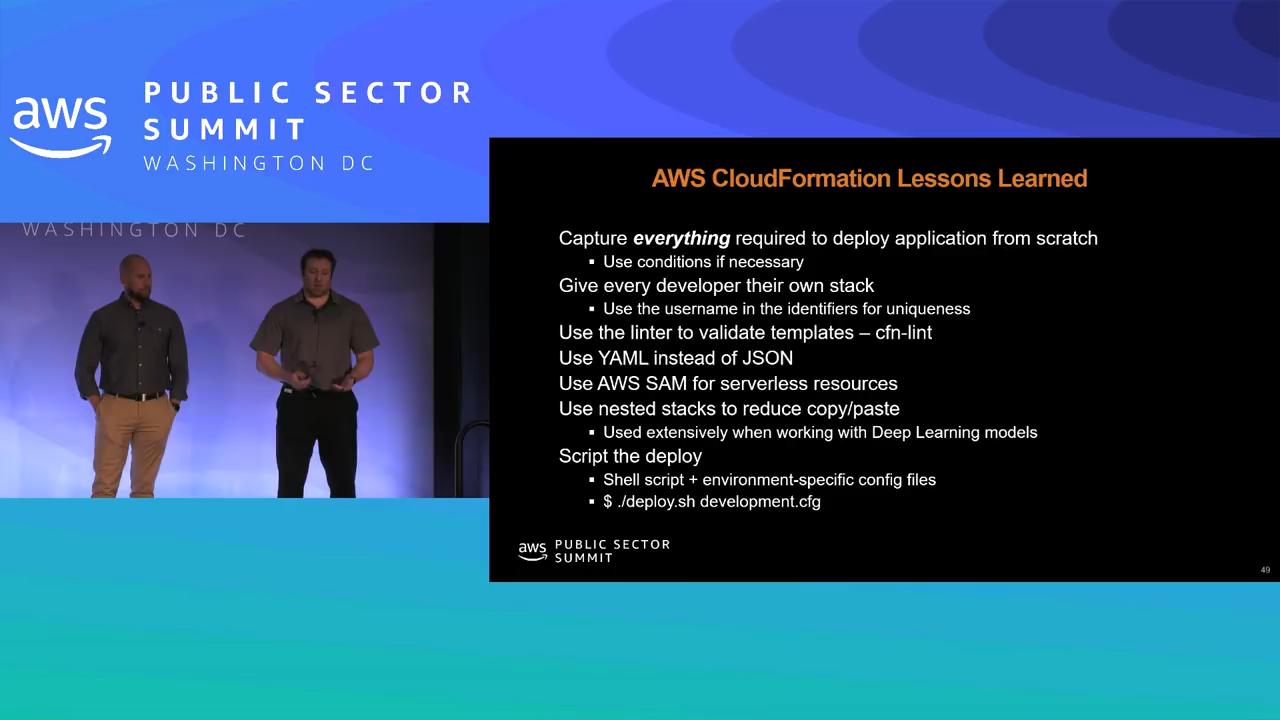 aws
PUBLIC SECTOR
SUMMIT
WASHINGTON DC
WASHINGTON DC
AWS CloudFormation Lessons Learned
Capture everything required to deploy application from scratch
▪ Use conditions if necessary
Give every developer their own stack
▪ Use the username in the identifiers for uniqueness
Use the linter to validate templates – cfn-lint
Use YAML instead of JSON
Use AWS SAM for serverless resources
Use nested stacks to reduce copy/paste
▪ Used extensively when working with Deep Learning models
Script the deploy
▪ Shell script + environment-specific config files
▪ $ ./deploy.sh development.cfg
aws
PUBLIC SECTOR
SUMMIT
49